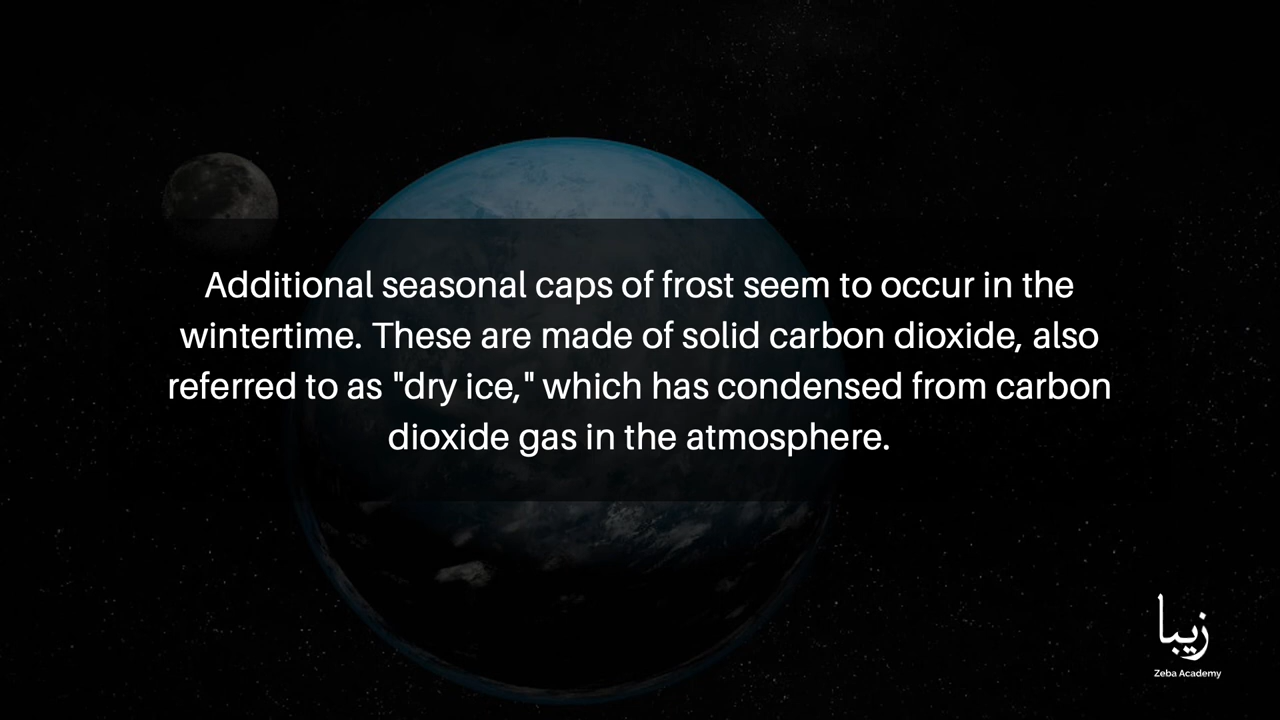 Additional seasonal caps of frost seem to occur in the
wintertime. These are made of solid carbon dioxide, also
referred to as "dry ice," which has condensed from carbon
dioxide gas in the atmosphere.
زیبا
Zeba Academy